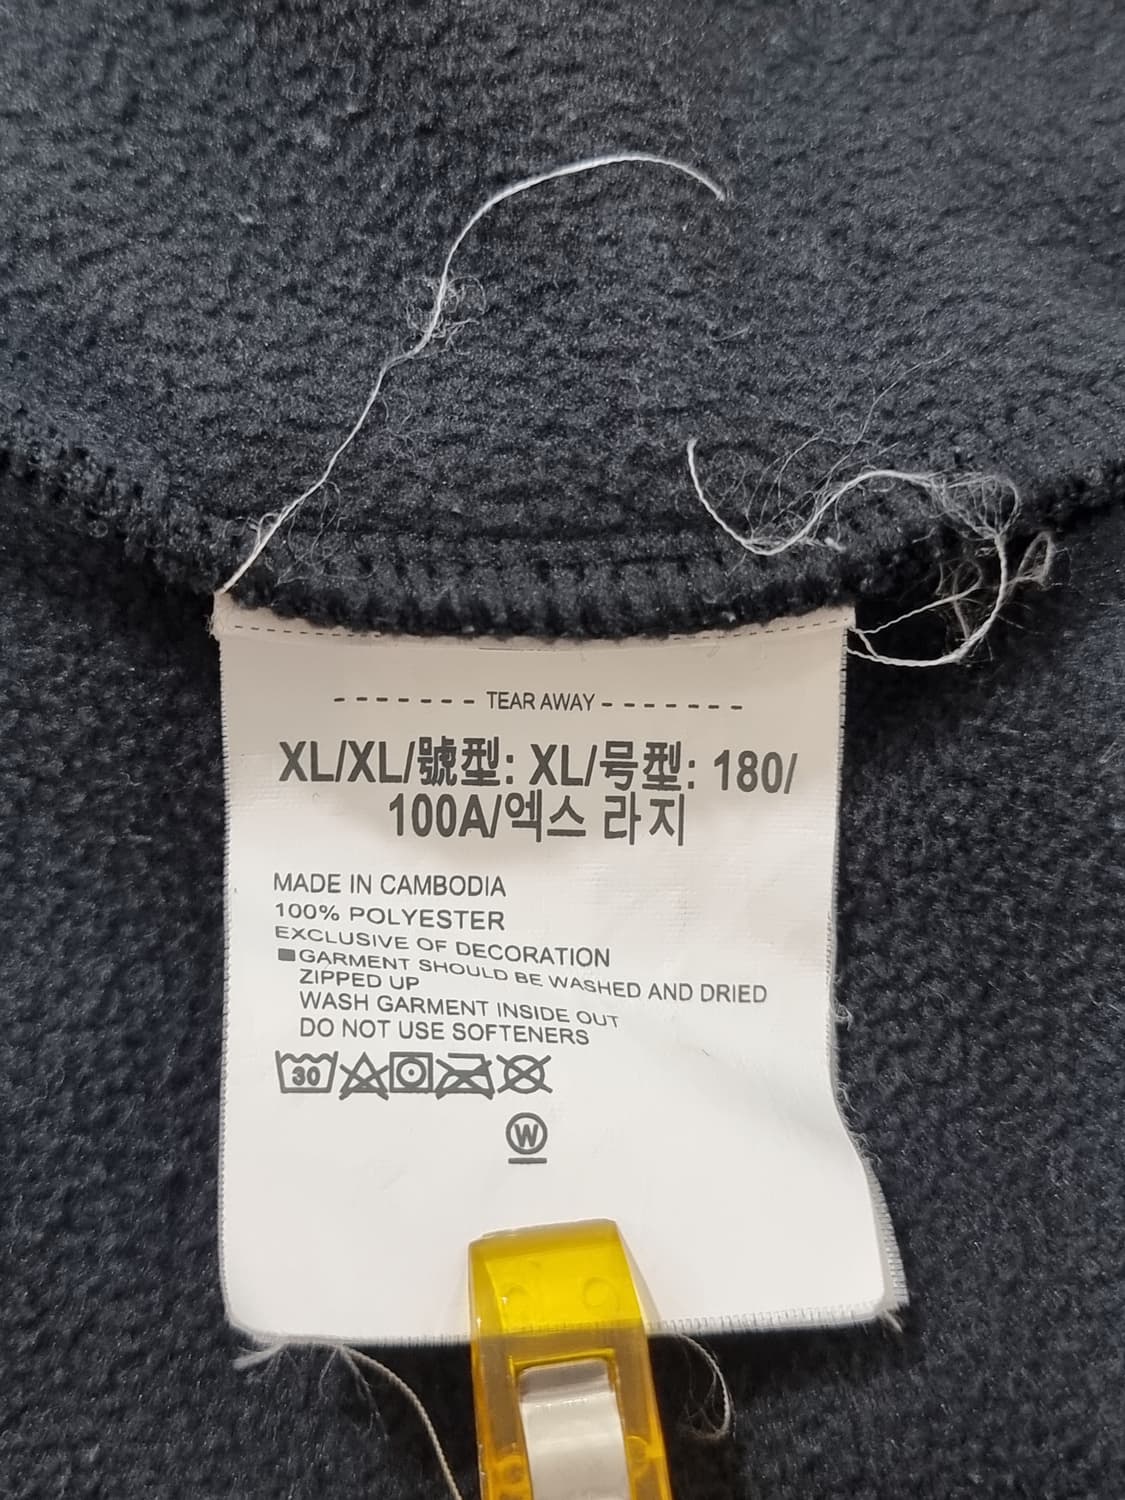 - - - - - - - TEAR AWAY - - - - - - -
XL/XL/號型: XL/号型: 180/
100A/엑스 라지
MADE IN CAMBODIA
100% POLYESTER
EXCLUSIVE OF DECORATION
■GARMENT SHOULD BE WASHED AND DRIED
ZIPPED UP
WASH GARMENT INSIDE OUT
DO NOT USE SOFTENERS
30
W